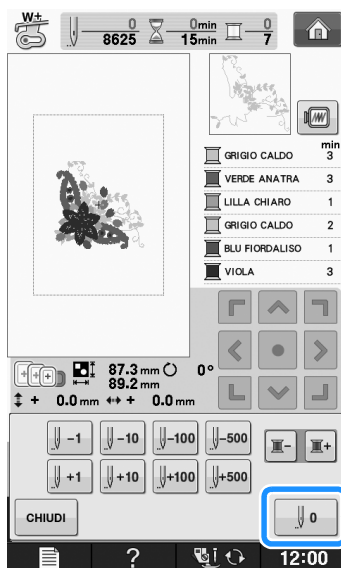 W+
0 0min 0
8625 15min 7
min
GRIGIO CALDO 3
VERDE ANATRA 3
LILLA CHIARO 1
GRIGIO CALDO 2
BLU FIORDALISO 1
VIOLA 3
87.3 mm 0°
89.2 mm
+ 0.0 mm + 0.0 mm
-1 -10 -100 -500
- +
+1 +10 +100 +500
CHIUDI 0
? 12:00